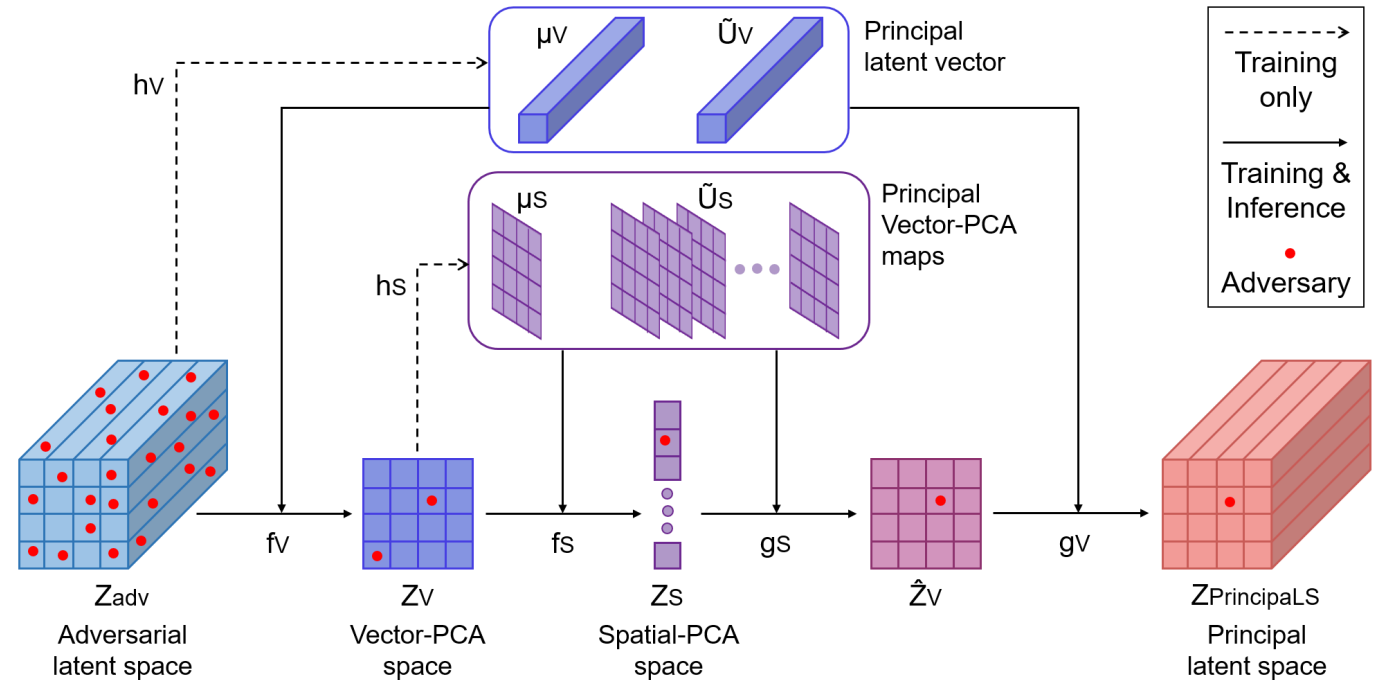 hV
μV
ŨV
Principal
latent vector
hS
μS
ŨS
Principal
Vector-PCA
maps
Training
only
Training &
Inference
Adversary
fV
fS
gS
gV
Zadv
Adversarial
latent space
ZV
Vector-PCA
space
ZS
Spatial-PCA
space
ẐV
ZPrincipaLS
Principal
latent space